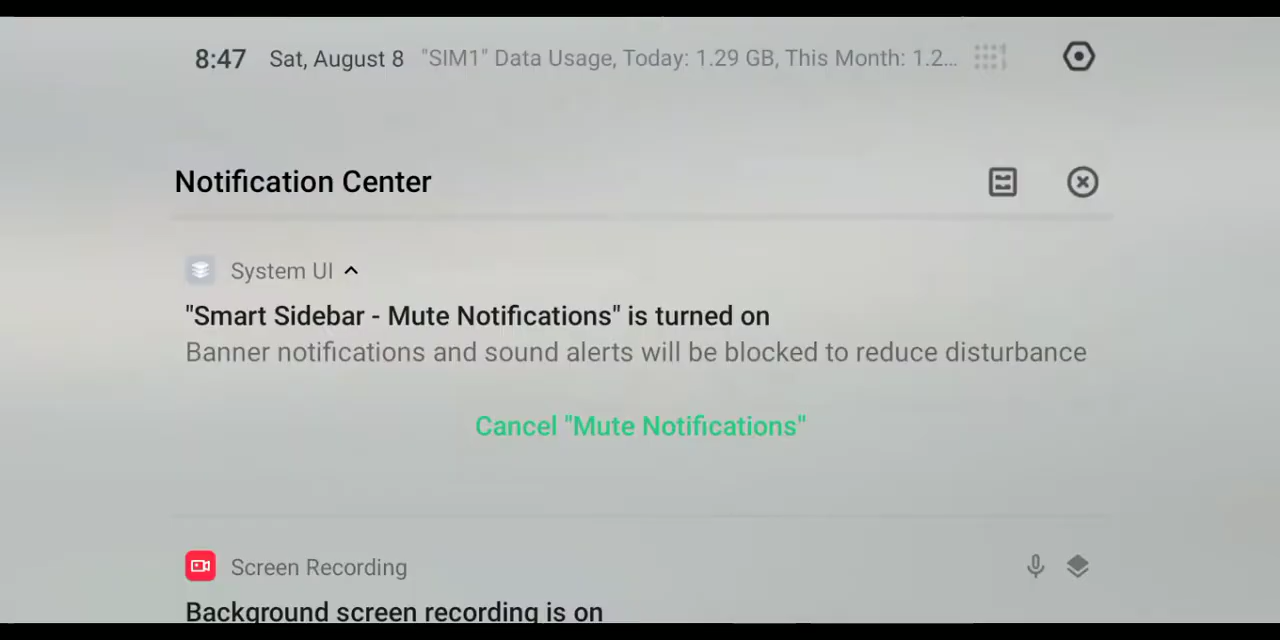 8:47 Sat, August 8 "SIM1" Data Usage, Today: 1.29 GB, This Month: 1.2...
Notification Center
System UI
"Smart Sidebar - Mute Notifications" is turned on
Banner notifications and sound alerts will be blocked to reduce disturbance
Cancel "Mute Notifications"
Screen Recording
Background screen recording is on